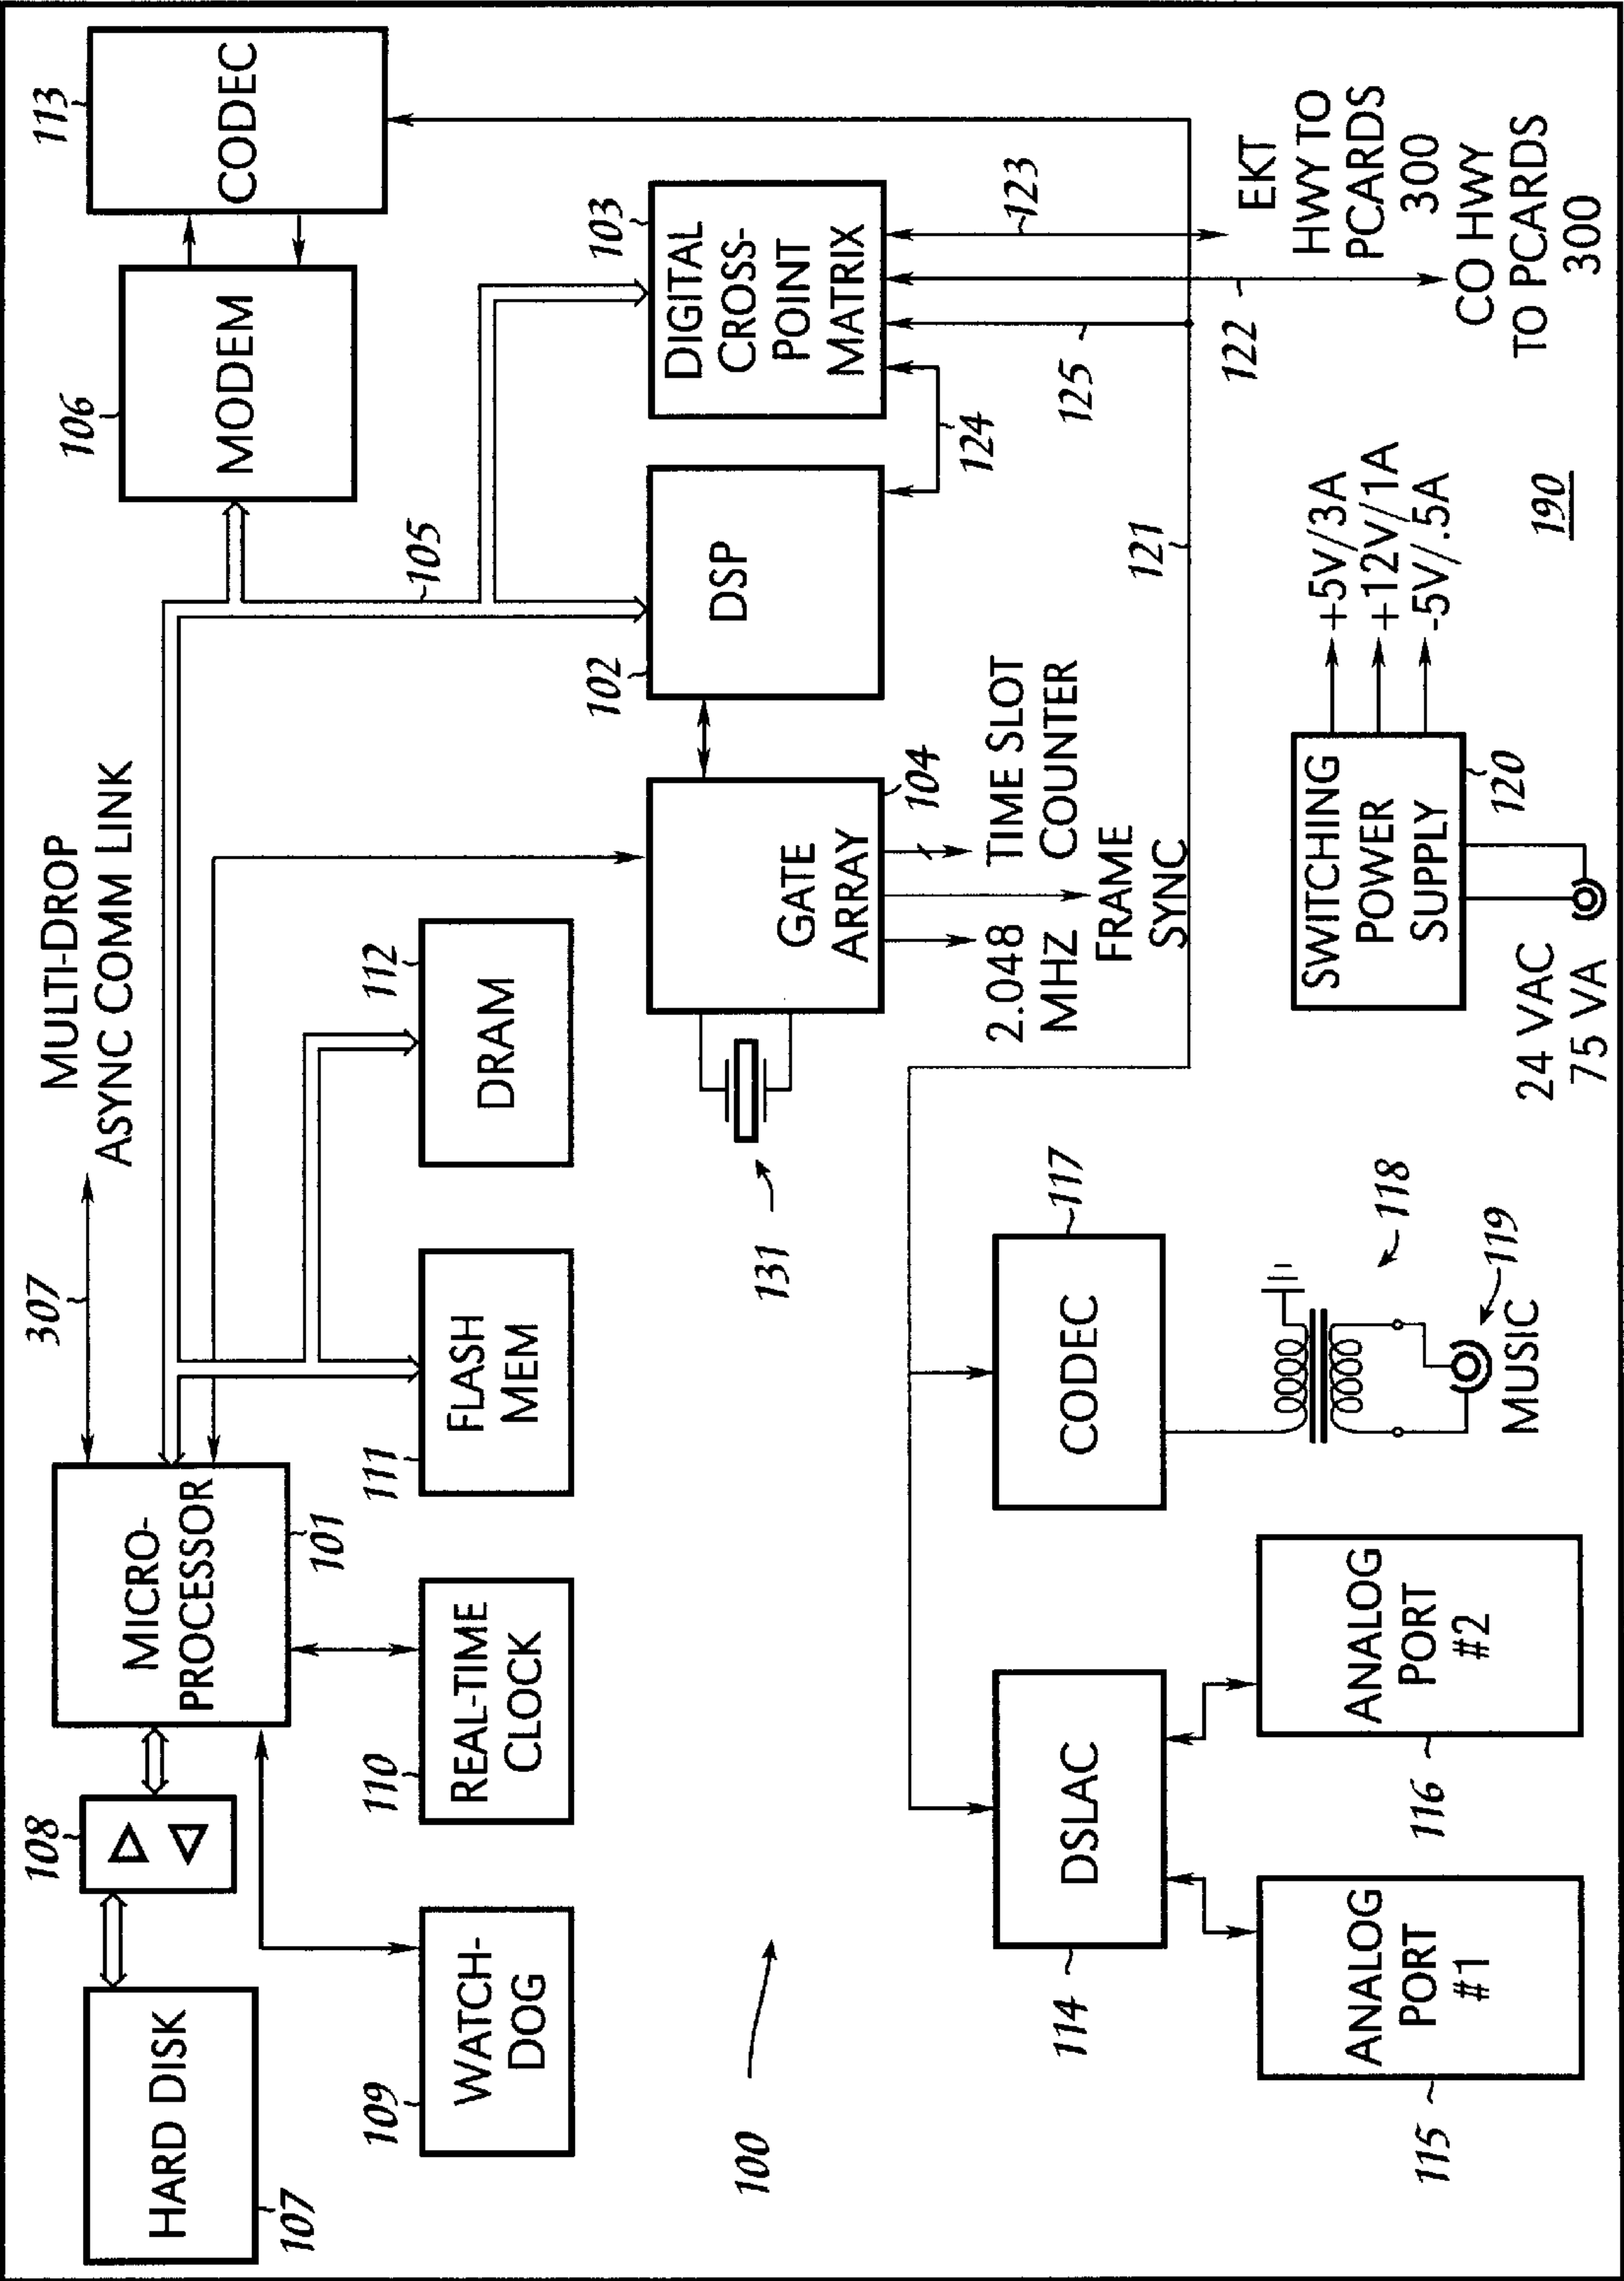 MULTI-DROP
ASYNC COMM LINK
307
HARD DISK
107
108
MICRO-
PROCESSOR
101
105
106
MODEM
113
CODEC
109
WATCH-
DOG
110
REAL-TIME
CLOCK
111
FLASH
MEM
112
DRAM
100
131
GATE
ARRAY
104
2.048
MHZ
FRAME
SYNC
TIME SLOT
COUNTER
102
DSP
124
103
DIGITAL
CROSS-
POINT
MATRIX
125
122
123
121
EKT
HWY TO
PCARDS
300
CO HWY
TO PCARDS
300
114
DSLAC
117
CODEC
115
ANALOG
PORT
#1
116
ANALOG
PORT
#2
118
119
MUSIC
SWITCHING
POWER
SUPPLY
120
24 VAC
75 VA
+5V/3A
+12V/1A
-5V/.5A
190